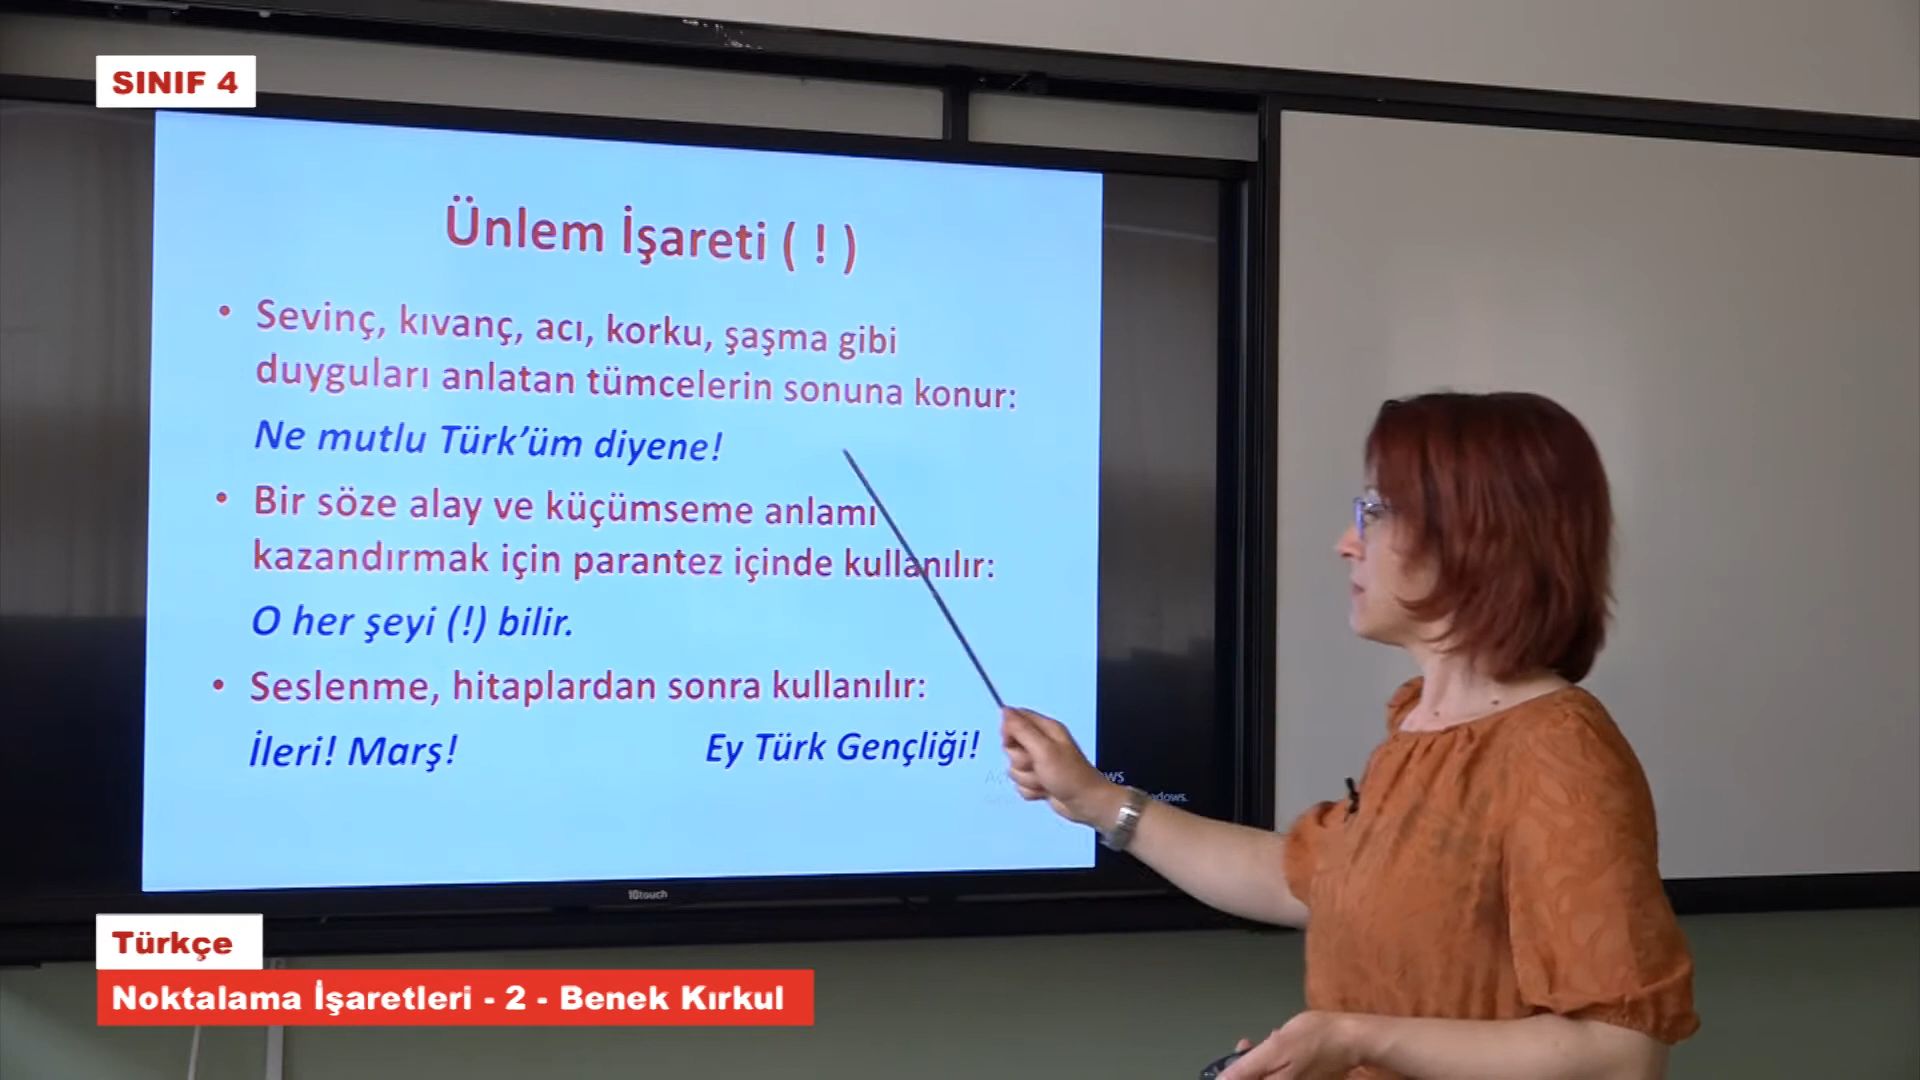 SINIF 4
Ünlem İşareti ( ! )
• Sevinç, kıvanç, acı, korku, şaşma gibi
duyguları anlatan tümcelerin sonuna konur:
Ne mutlu Türk’üm diyene!
• Bir söze alay ve küçümseme anlamı
kazandırmak için parantez içinde kullanılır:
O her şeyi (!) bilir.
• Seslenme, hitaplardan sonra kullanılır:
İleri! Marş! Ey Türk Gençliği!
10touch
Türkçe
Noktalama İşaretleri - 2 - Benek Kırkul